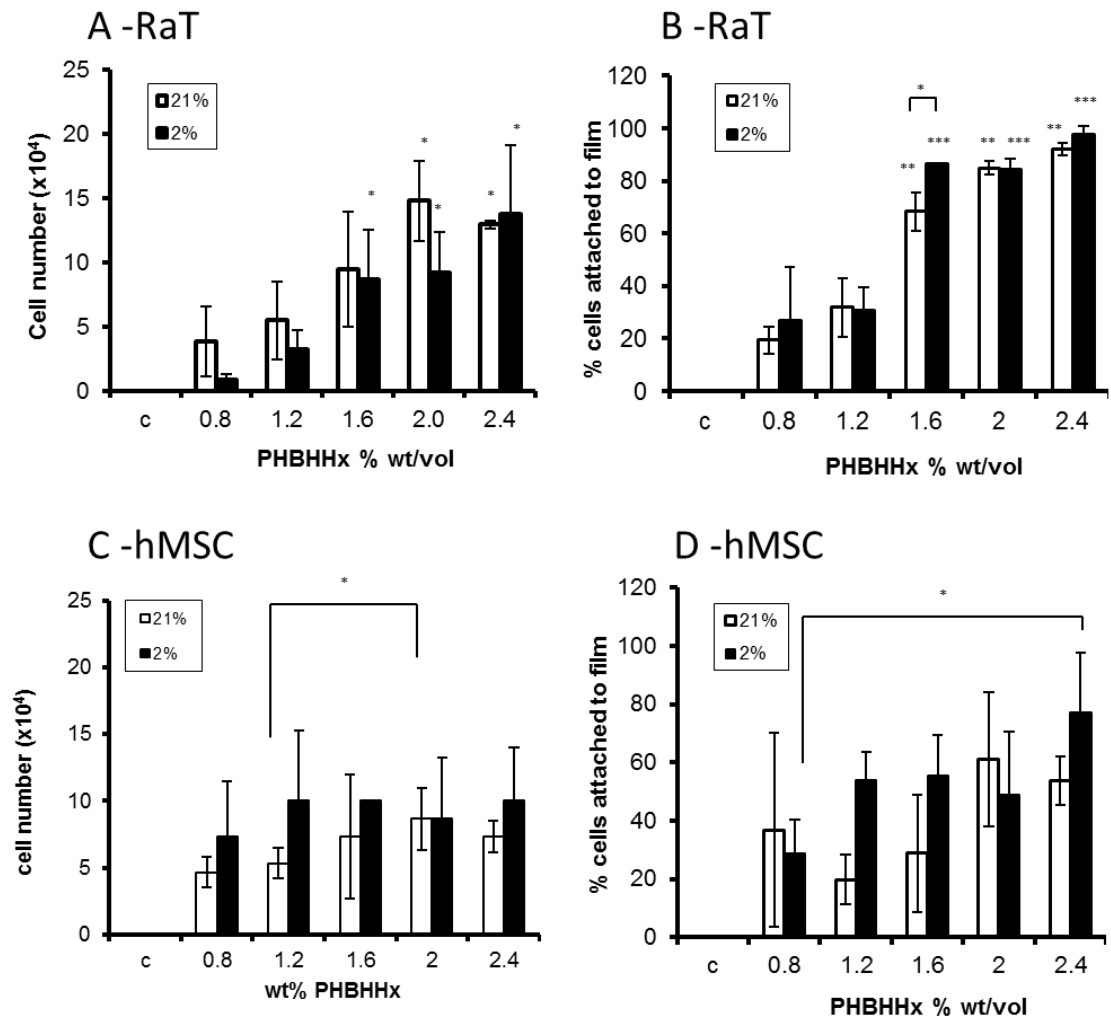 A -RaT
25
20
15
10
5
0
Cell number (x10⁴)
21%
2%
*
*
*
*
*
c 0.8 1.2 1.6 2.0 2.4
PHBHHx % wt/vol
B -RaT
120
100
80
60
40
20
0
% cells attached to film
21%
2%
*
** *** ** *** ** ***
c 0.8 1.2 1.6 2 2.4
PHBHHx % wt/vol
C -hMSC
25
20
15
10
5
0
cell number (x10⁴)
21%
2%
*
c 0.8 1.2 1.6 2 2.4
wt% PHBHHx
D -hMSC
120
100
80
60
40
20
0
% cells attached to film
21%
2%
*
c 0.8 1.2 1.6 2 2.4
PHBHHx % wt/vol